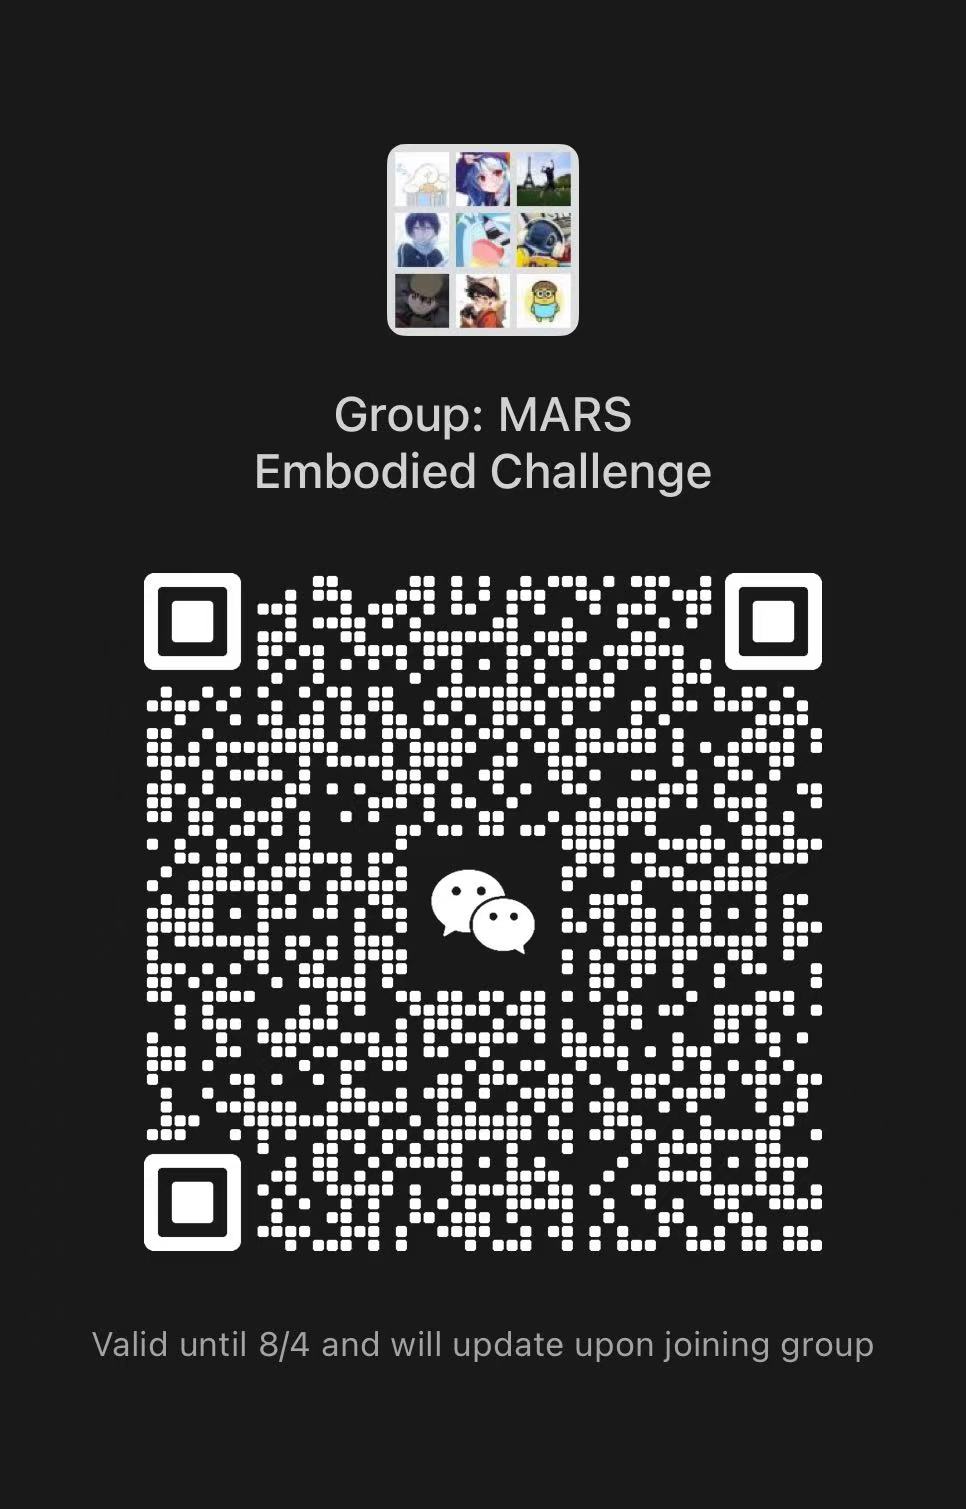 Group: MARS
Embodied Challenge
Valid until 8/4 and will update upon joining group